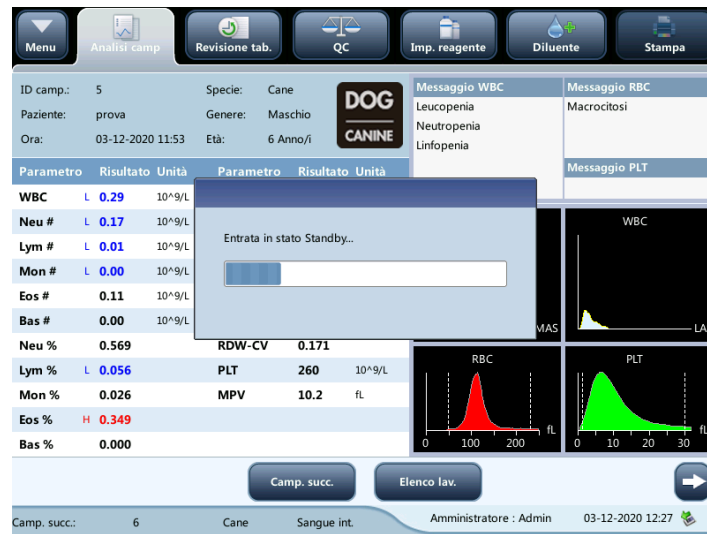 Menu
Analisi camp
Revisione tab.
QC
Imp. reagente
Diluente
Stampa
ID camp.: 5 Specie: Cane
Paziente: prova Genere: Maschio
Ora: 03-12-2020 11:53 Età: 6 Anno/i
DOG
CANINE
Messaggio WBC
Leucopenia
Neutropenia
Linfopenia
Messaggio RBC
Macrocitosi
Messaggio PLT
Parametro Risultato Unità Parametro Risultato Unità
WBC L 0.29 10^9/L
Neu # L 0.17 10^9/L
Lym # L 0.01 10^9/L
Mon # L 0.00 10^9/L
Eos # 0.11 10^9/L
Bas # 0.00 10^9/L
Neu % 0.569 RDW-CV 0.171
Lym % L 0.056 PLT 260 10^9/L
Mon % 0.026 MPV 10.2 fL
Eos % H 0.349
Bas % 0.000
Entrata in stato Standby...
MAS
WBC
LA
RBC
fL
0 100 200
PLT
fL
0 10 20 30
Camp. succ.
Elenco lav.
Camp. succ.: 6 Cane Sangue int.
Amministratore : Admin 03-12-2020 12:27